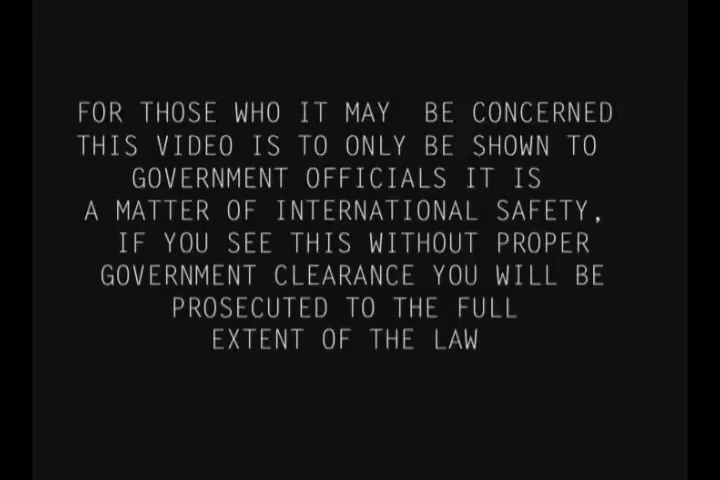 FOR THOSE WHO IT MAY BE CONCERNED
THIS VIDEO IS TO ONLY BE SHOWN TO
GOVERNMENT OFFICIALS IT IS
A MATTER OF INTERNATIONAL SAFETY,
IF YOU SEE THIS WITHOUT PROPER
GOVERNMENT CLEARANCE YOU WILL BE
PROSECUTED TO THE FULL
EXTENT OF THE LAW